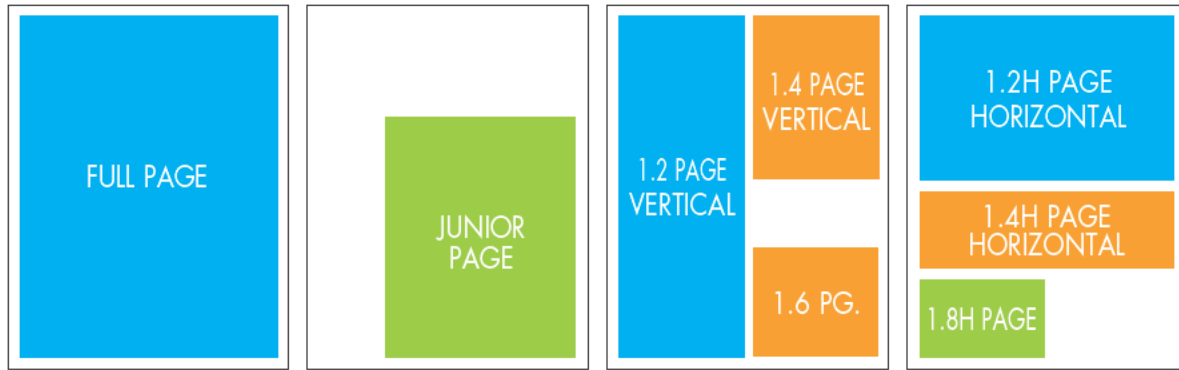 FULL PAGE
JUNIOR
PAGE
1.2 PAGE
VERTICAL
1.4 PAGE
VERTICAL
1.6 PG.
1.2H PAGE
HORIZONTAL
1.4H PAGE
HORIZONTAL
1.8H PAGE